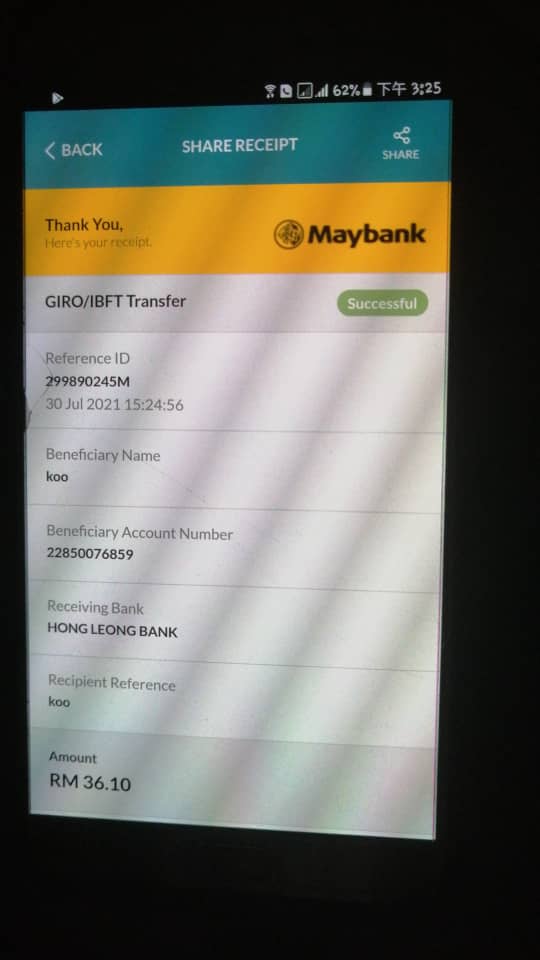 62% 下午 3:25
BACK
SHARE RECEIPT
SHARE
Thank You,
Here's your receipt.
Maybank
GIRO/IBFT Transfer
Successful
Reference ID
299890245M
30 Jul 2021 15:24:56
Beneficiary Name
koo
Beneficiary Account Number
22850076859
Receiving Bank
HONG LEONG BANK
Recipient Reference
koo
Amount
RM 36.10